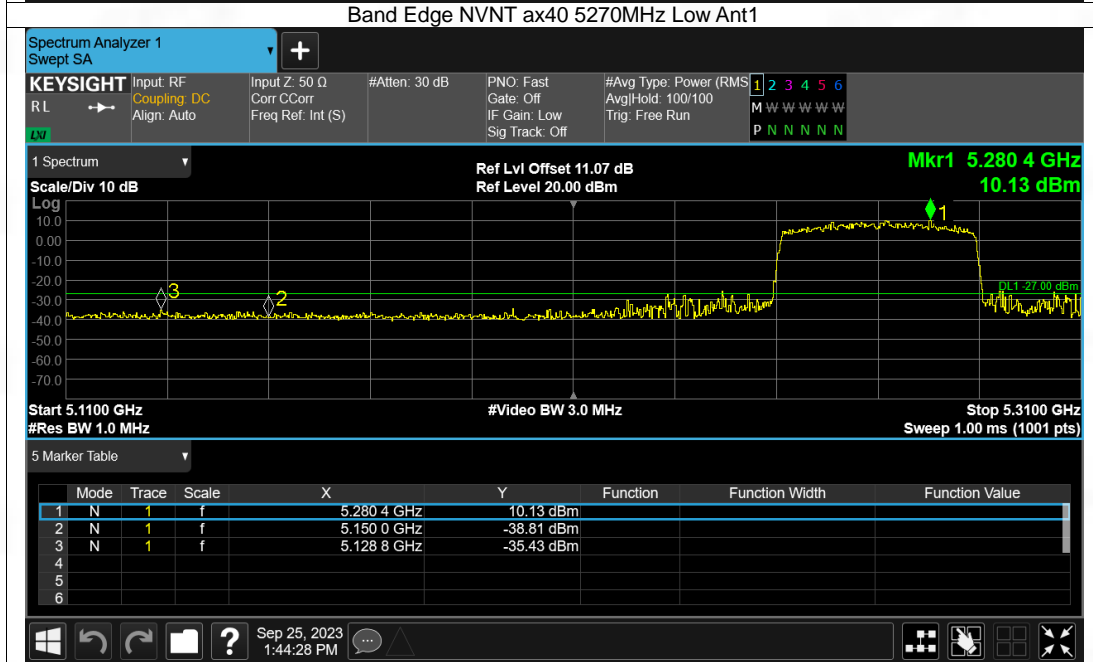 Band Edge NVNT ax40 5270MHz Low Ant1
Spectrum Analyzer 1
Swept SA
+
KEYSIGHT
R L
LXI
Input: RF
Coupling: DC
Align: Auto
Input Z: 50 Ω
Corr CCorr
Freq Ref: Int (S)
#Atten: 30 dB
PNO: Fast
Gate: Off
IF Gain: Low
Sig Track: Off
#Avg Type: Power (RMS
Avg|Hold: 100/100
Trig: Free Run
1 2 3 4 5 6
M W W W W W
P N N N N N
1 Spectrum
Scale/Div 10 dB
Ref Lvl Offset 11.07 dB
Ref Level 20.00 dBm
Mkr1 5.280 4 GHz
10.13 dBm
Log
10.0
0.00
-10.0
-20.0
-30.0
-40.0
-50.0
-60.0
-70.0
1
3
2
DL1 -27.00 dBm
Start 5.1100 GHz
#Res BW 1.0 MHz
#Video BW 3.0 MHz
Stop 5.3100 GHz
Sweep 1.00 ms (1001 pts)
5 Marker Table
Mode Trace Scale X Y Function Function Width Function Value
1 N 1 f 5.280 4 GHz 10.13 dBm
2 N 1 f 5.150 0 GHz -38.81 dBm
3 N 1 f 5.128 8 GHz -35.43 dBm
4
5
6
?
Sep 25, 2023
1:44:28 PM